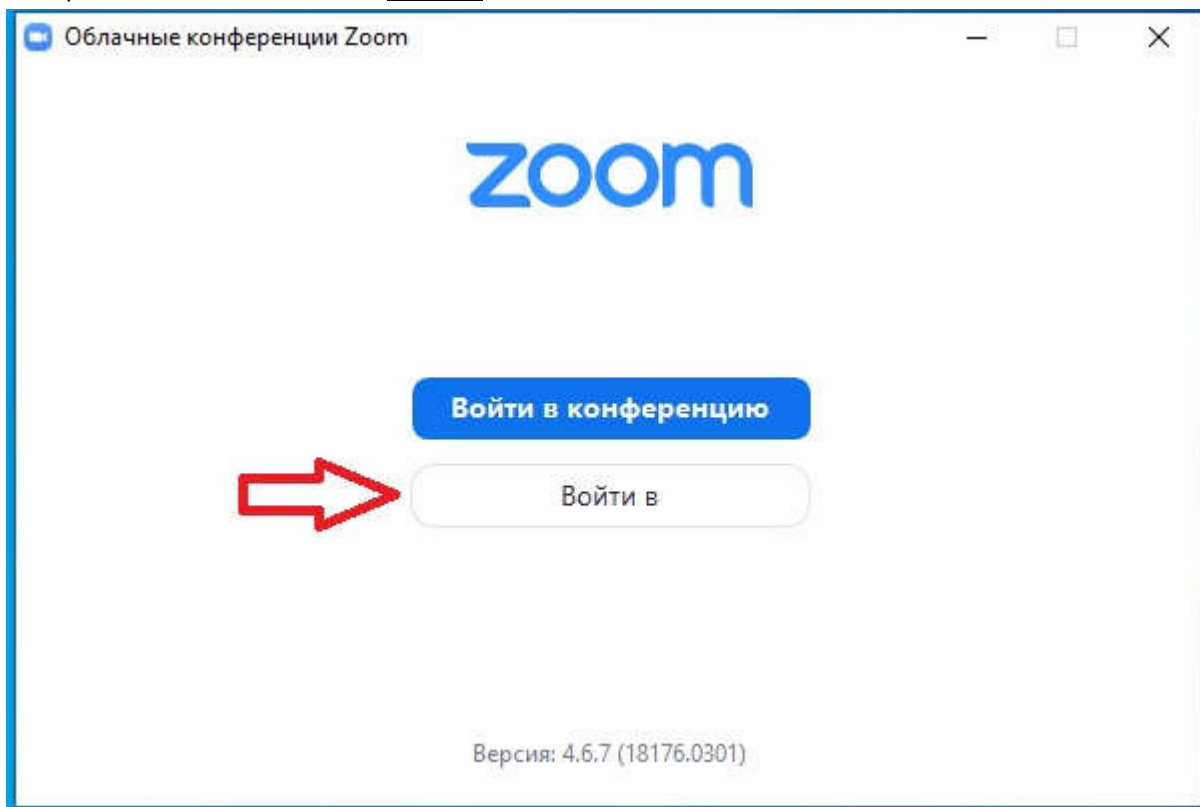 Облачные конференции Zoom
zoom
Войти в конференцию
Войти в
Версия: 4.6.7 (18176.0301)